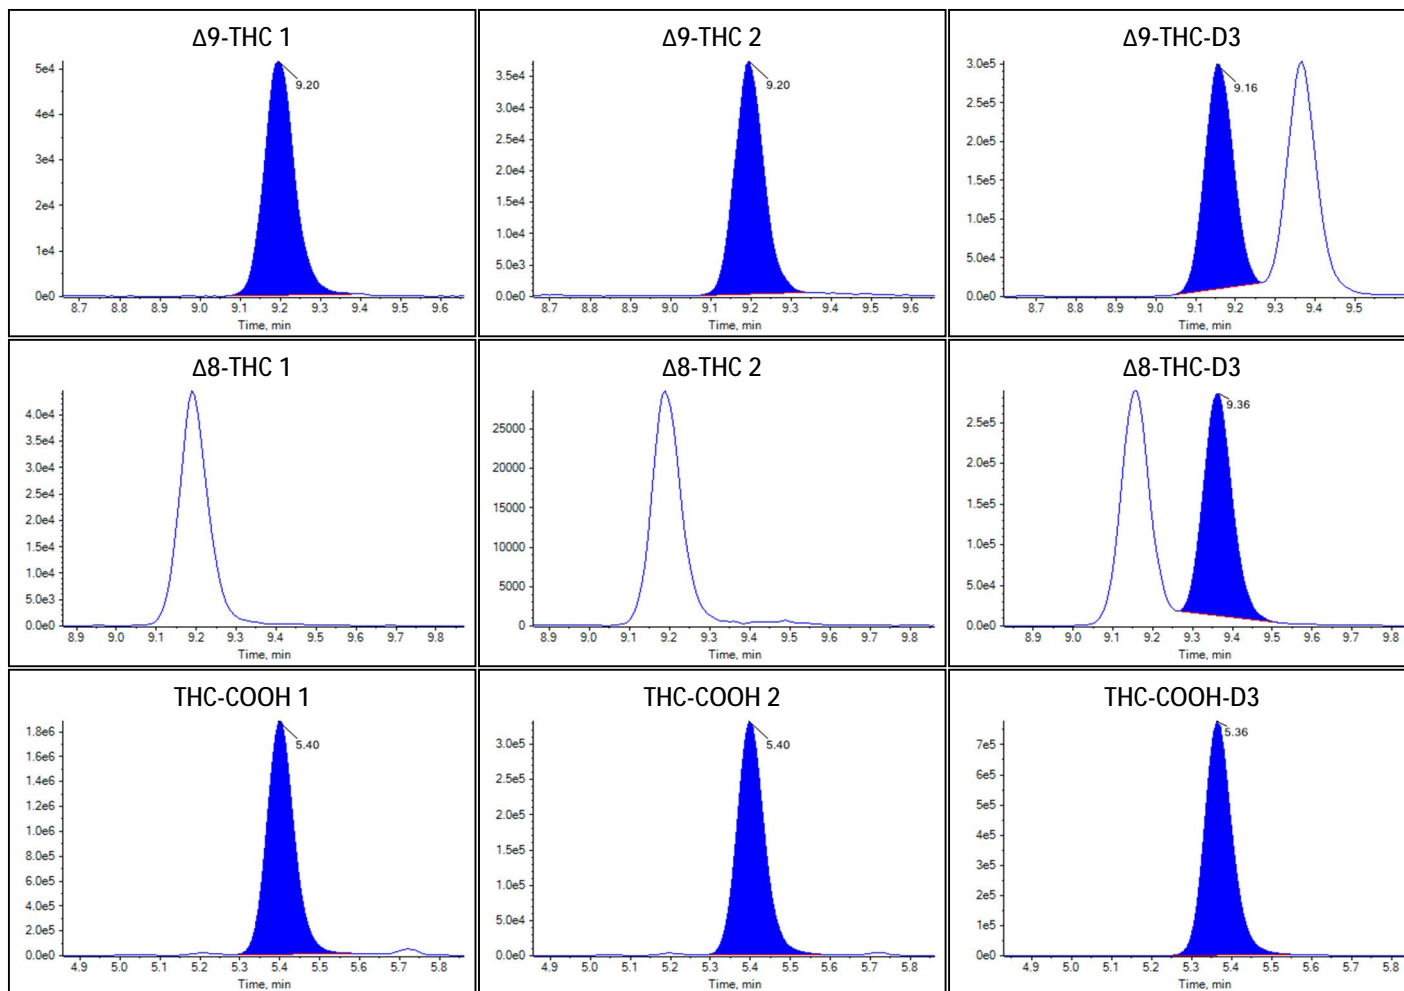 Δ9-THC 1
5e4
4e4
3e4
2e4
1e4
0e0
9.20
8.7 8.8 8.9 9.0 9.1 9.2 9.3 9.4 9.5 9.6
Time, min
Δ9-THC 2
3.5e4
3.0e4
2.5e4
2.0e4
1.5e4
1.0e4
5.0e3
0.0e0
9.20
8.7 8.8 8.9 9.0 9.1 9.2 9.3 9.4 9.5 9.6
Time, min
Δ9-THC-D3
3.0e5
2.5e5
2.0e5
1.5e5
1.0e5
5.0e4
0.0e0
9.16
8.7 8.8 8.9 9.0 9.1 9.2 9.3 9.4 9.5
Time, min
Δ8-THC 1
4.0e4
3.5e4
3.0e4
2.5e4
2.0e4
1.5e4
1.0e4
5.0e3
0.0e0
8.9 9.0 9.1 9.2 9.3 9.4 9.5 9.6 9.7 9.8
Time, min
Δ8-THC 2
25000
20000
15000
10000
5000
0
8.9 9.0 9.1 9.2 9.3 9.4 9.5 9.6 9.7 9.8
Time, min
Δ8-THC-D3
2.5e5
2.0e5
1.5e5
1.0e5
5.0e4
0.0e0
9.36
8.9 9.0 9.1 9.2 9.3 9.4 9.5 9.6 9.7 9.8
Time, min
THC-COOH 1
1.8e6
1.6e6
1.4e6
1.2e6
1.0e6
8.0e5
6.0e5
4.0e5
2.0e5
0.0e0
5.40
4.9 5.0 5.1 5.2 5.3 5.4 5.5 5.6 5.7 5.8
Time, min
THC-COOH 2
3.0e5
2.5e5
2.0e5
1.5e5
1.0e5
5.0e4
0.0e0
5.40
4.9 5.0 5.1 5.2 5.3 5.4 5.5 5.6 5.7 5.8
Time, min
THC-COOH-D3
7e5
6e5
5e5
4e5
3e5
2e5
1e5
0e0
5.36
4.9 5.0 5.1 5.2 5.3 5.4 5.5 5.6 5.7 5.8
Time, min